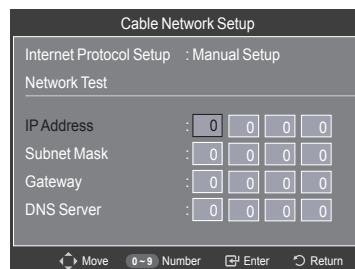 Cable Network Setup
Internet Protocol Setup : Manual Setup
Network Test
IP Address : 0 0 0 0
Subnet Mask : 0 0 0 0
Gateway : 0 0 0 0
DNS Server : 0 0 0 0
Move 0~9 Number Enter Return